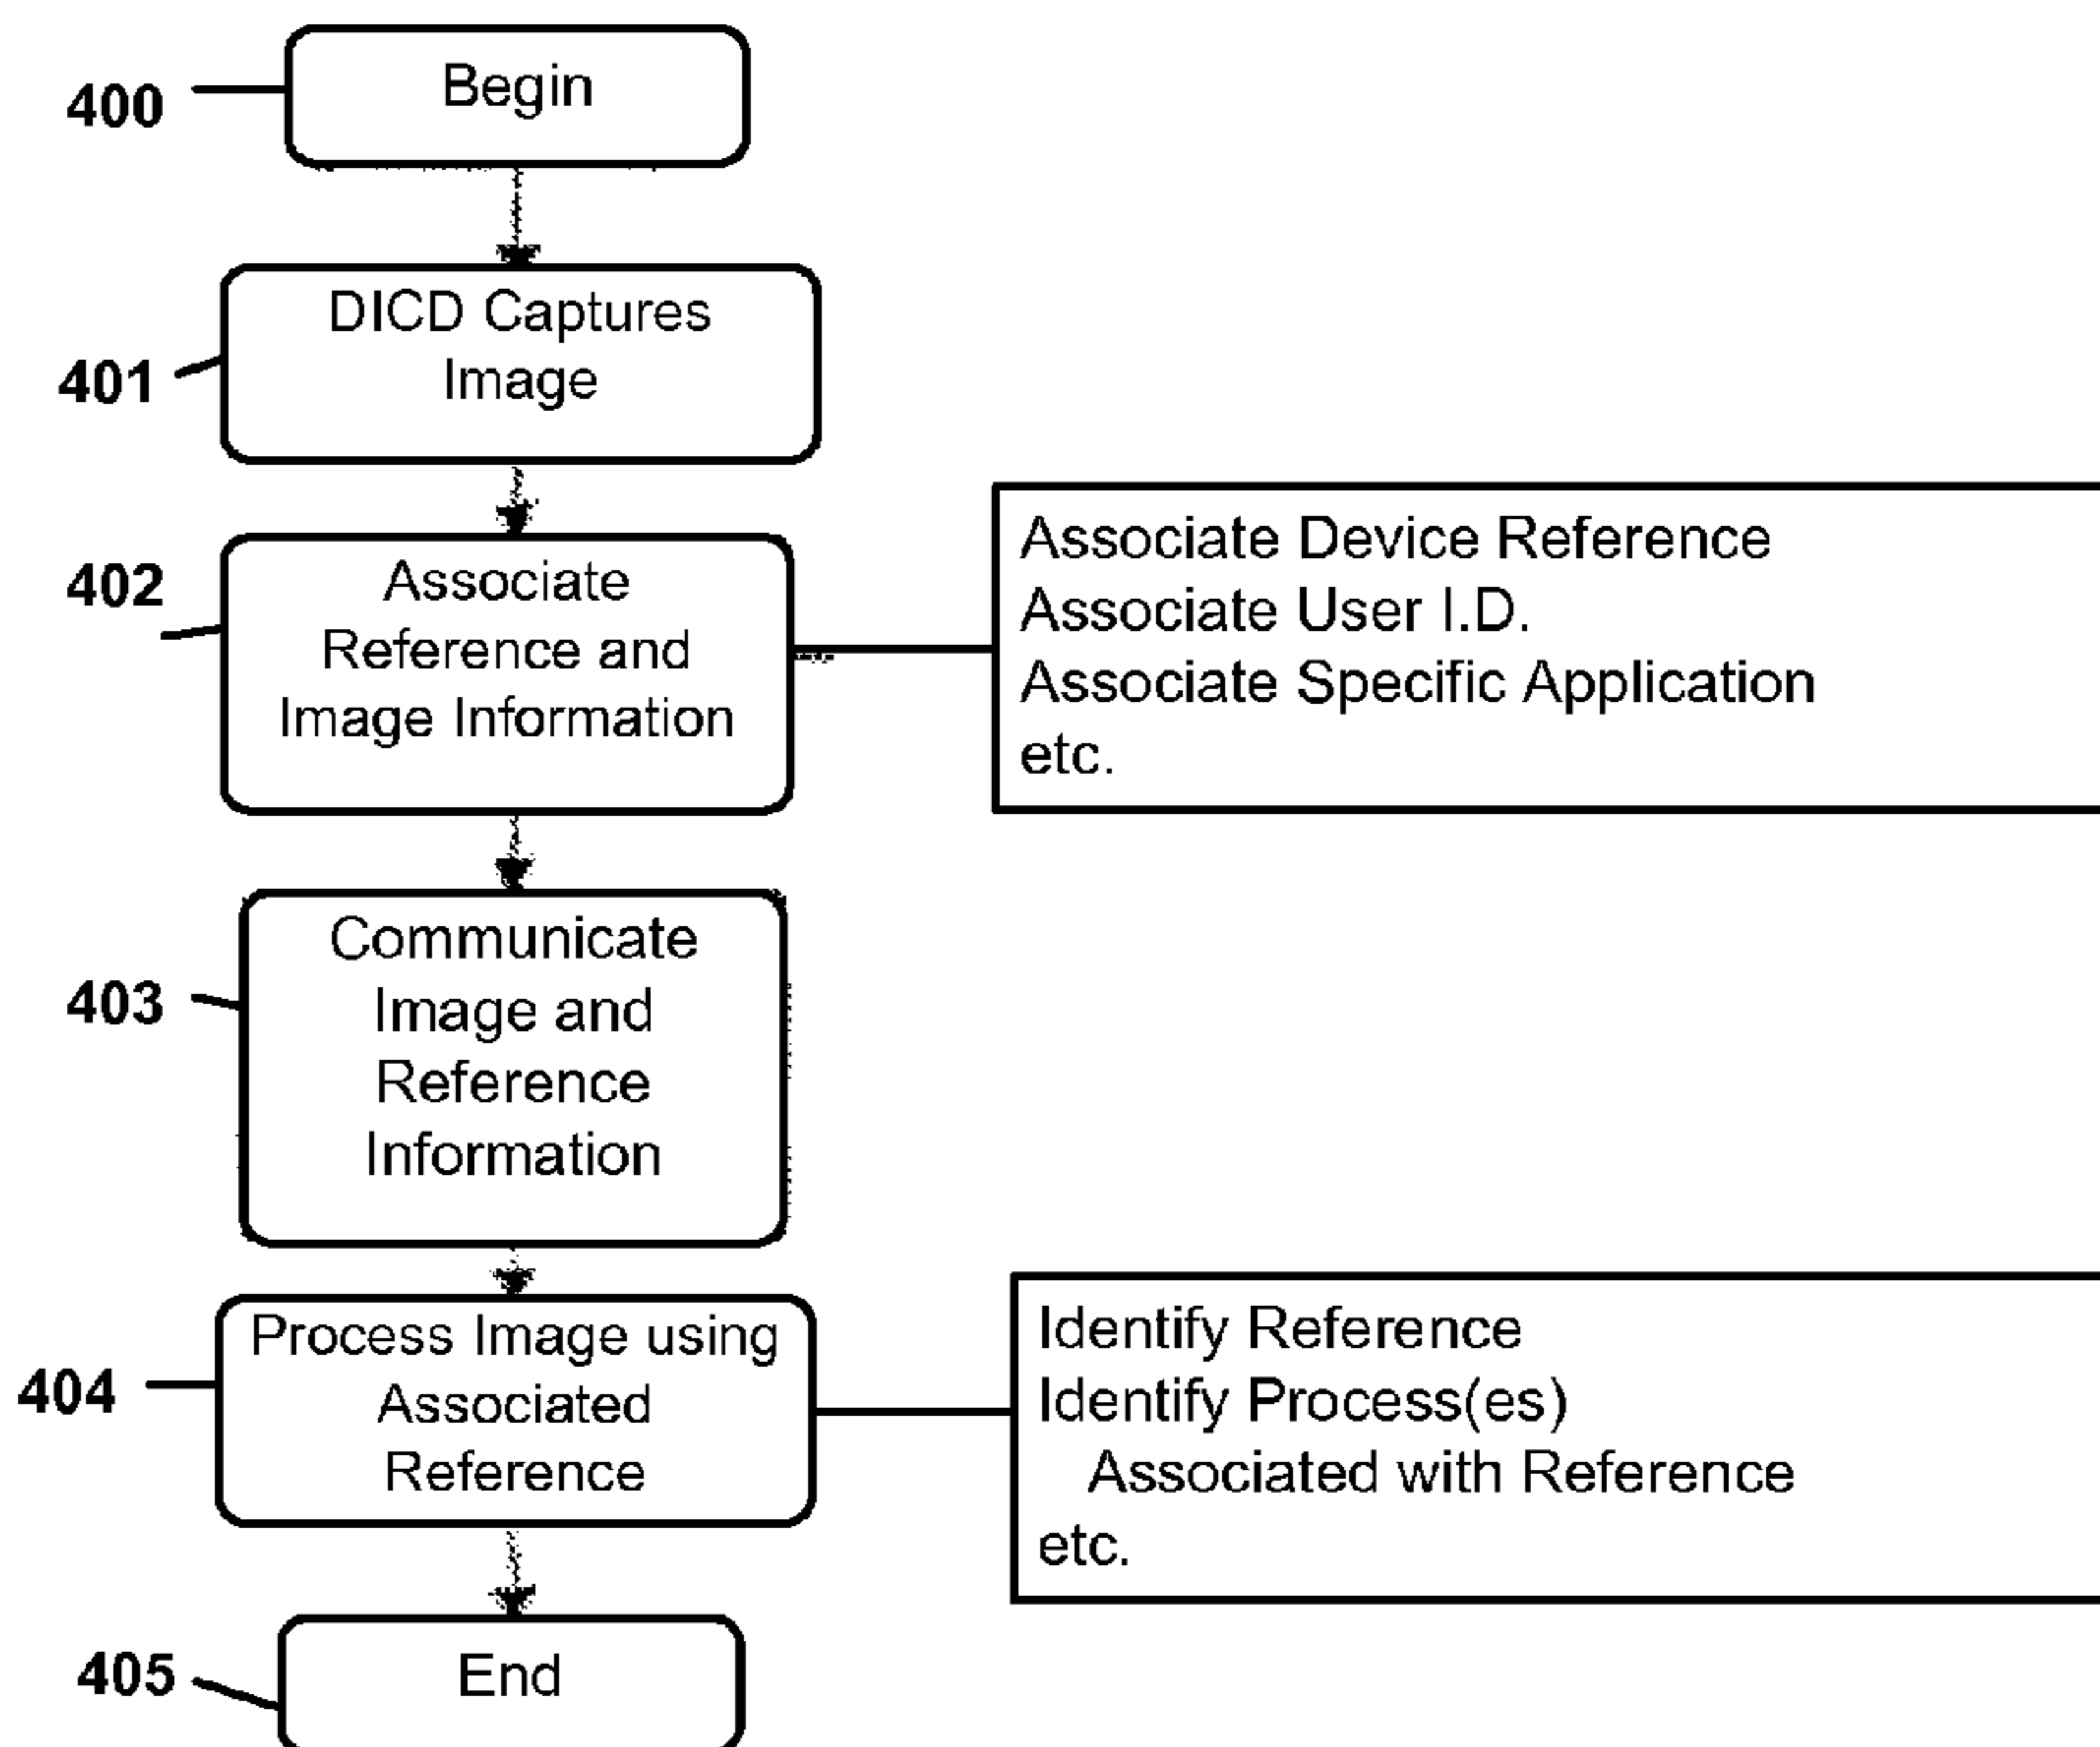 400
Begin
401
DICD Captures
Image
402
Associate
Reference and
Image Information
Associate Device Reference
Associate User I.D.
Associate Specific Application
etc.
403
Communicate
Image and
Reference
Information
404
Process Image using
Associated
Reference
Identify Reference
Identify Process(es)
Associated with Reference
etc.
405
End